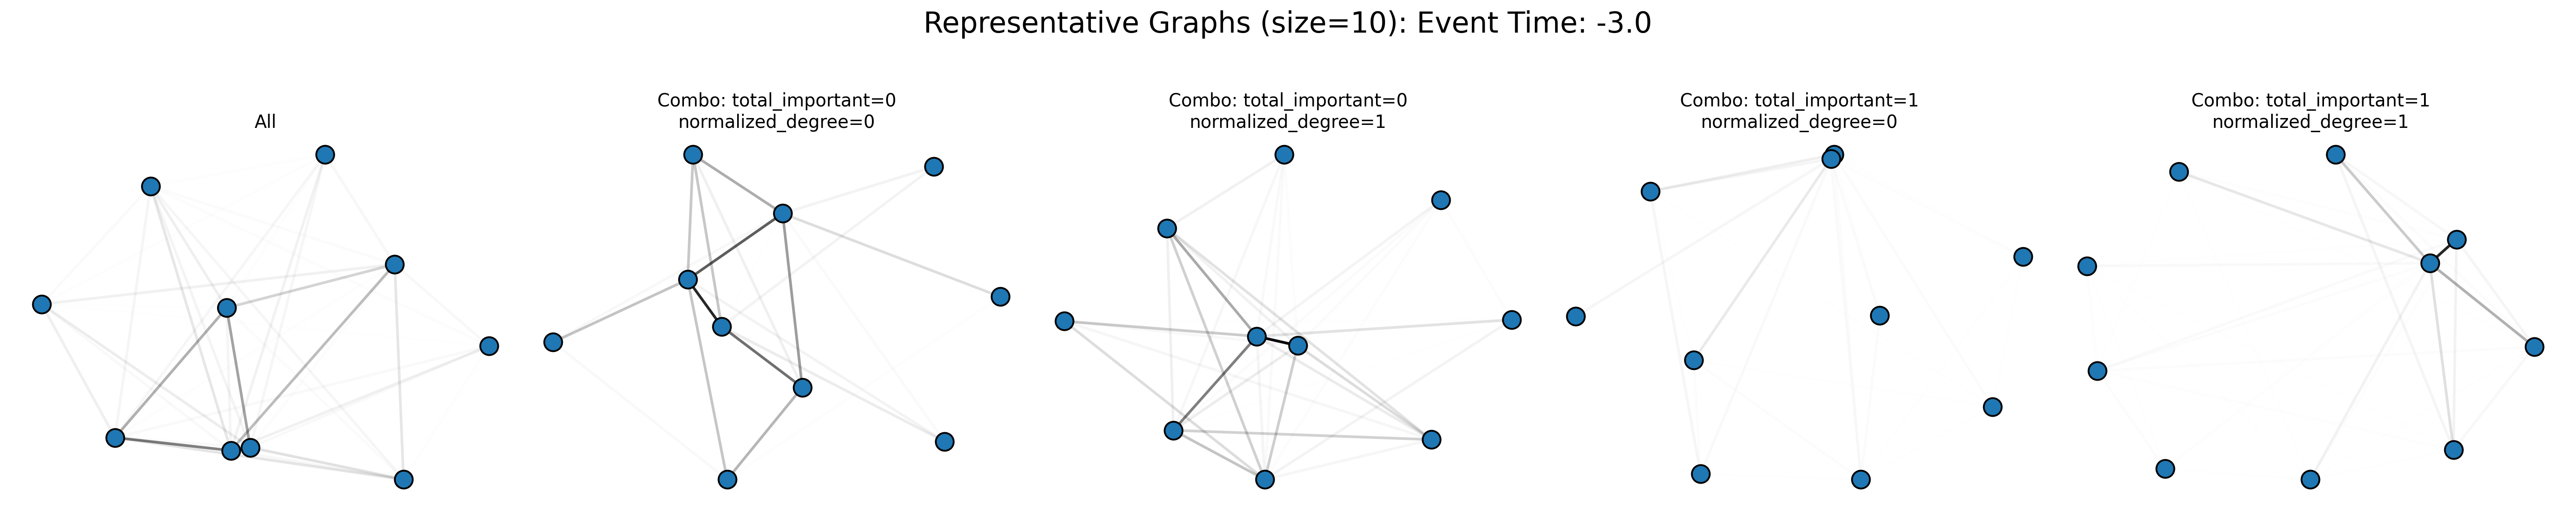 Representative Graphs (size=10): Event Time: -3.0
All
Combo: total_important=0
normalized_degree=0
Combo: total_important=0
normalized_degree=1
Combo: total_important=1
normalized_degree=0
Combo: total_important=1
normalized_degree=1